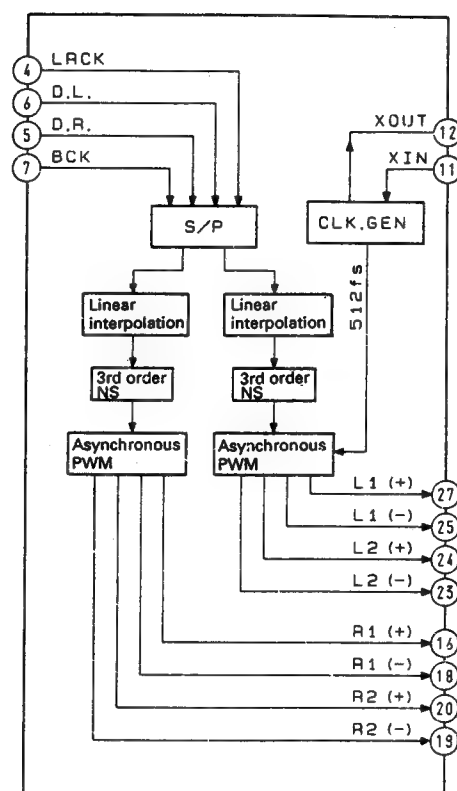 4 LRCK
6 D.L.
5 D.R.
7 BCK
XOUT 12
XIN 11
S/P
CLK.GEN
512fs
Linear
interpolation
Linear
interpolation
3rd order
NS
3rd order
NS
Asynchronous
PWM
Asynchronous
PWM
L1 (+) 27
L1 (-) 25
L2 (+) 24
L2 (-) 23
R1 (+) 16
R1 (-) 18
R2 (+) 20
R2 (-) 19